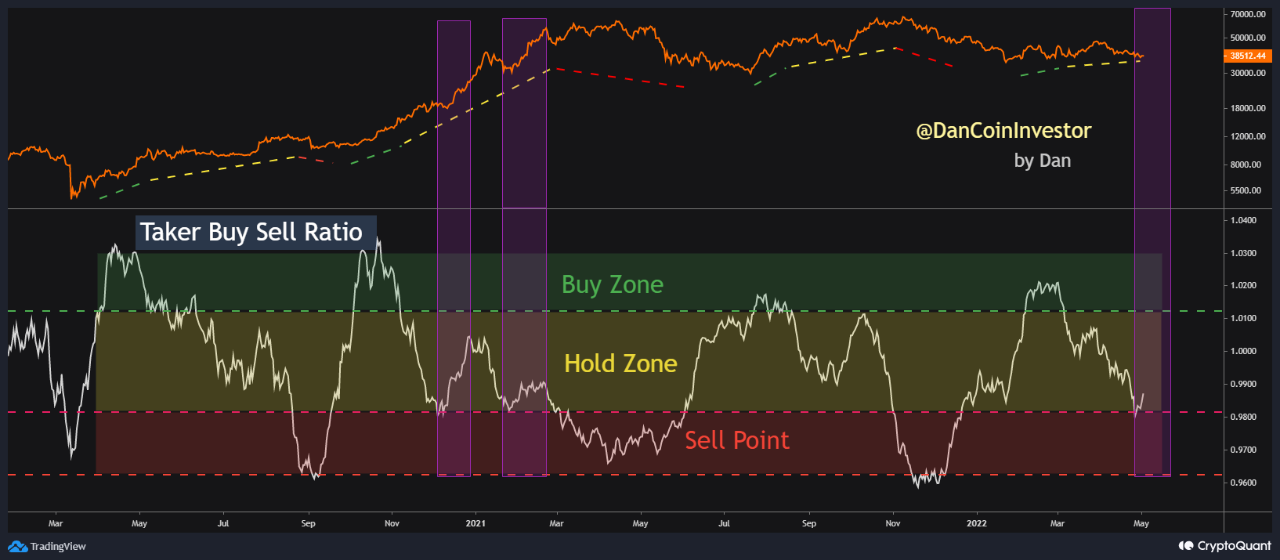 70000.00
50000.00
38512.44
30000.00
18000.00
12000.00
8000.00
5500.00
@DanCoinInvestor
by Dan
Taker Buy Sell Ratio
1.0400
1.0300
1.0200
1.0100
1.0000
0.9900
0.9800
0.9700
0.9600
Buy Zone
Hold Zone
Sell Point
Mar May Jul Sep Nov 2021 Mar May Jul Sep Nov 2022 Mar May
TradingView
CryptoQuant